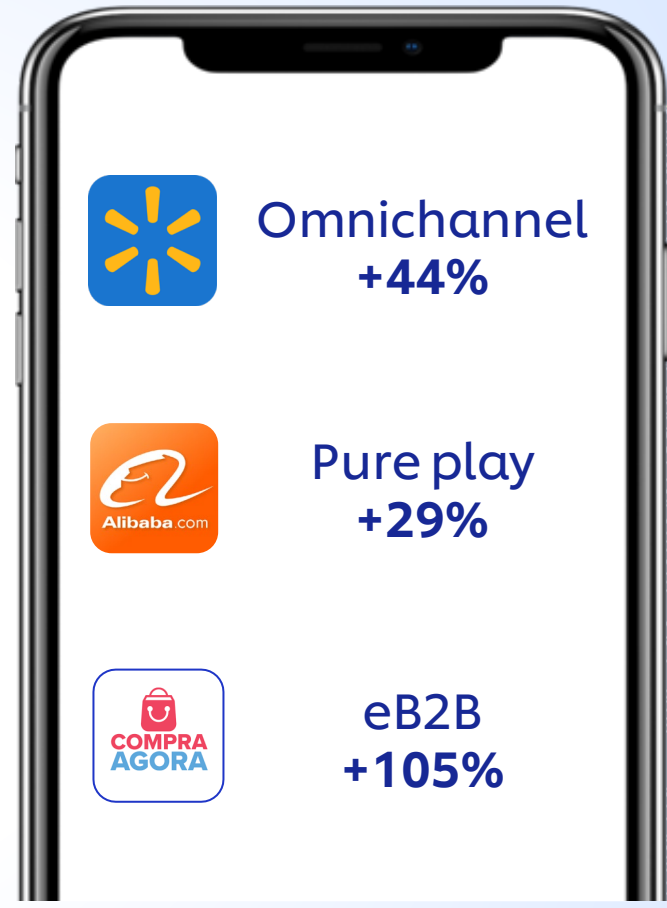 Omnichannel
+44%
Alibaba.com
Pure play
+29%
COMPRA
AGORA
eB2B
+105%